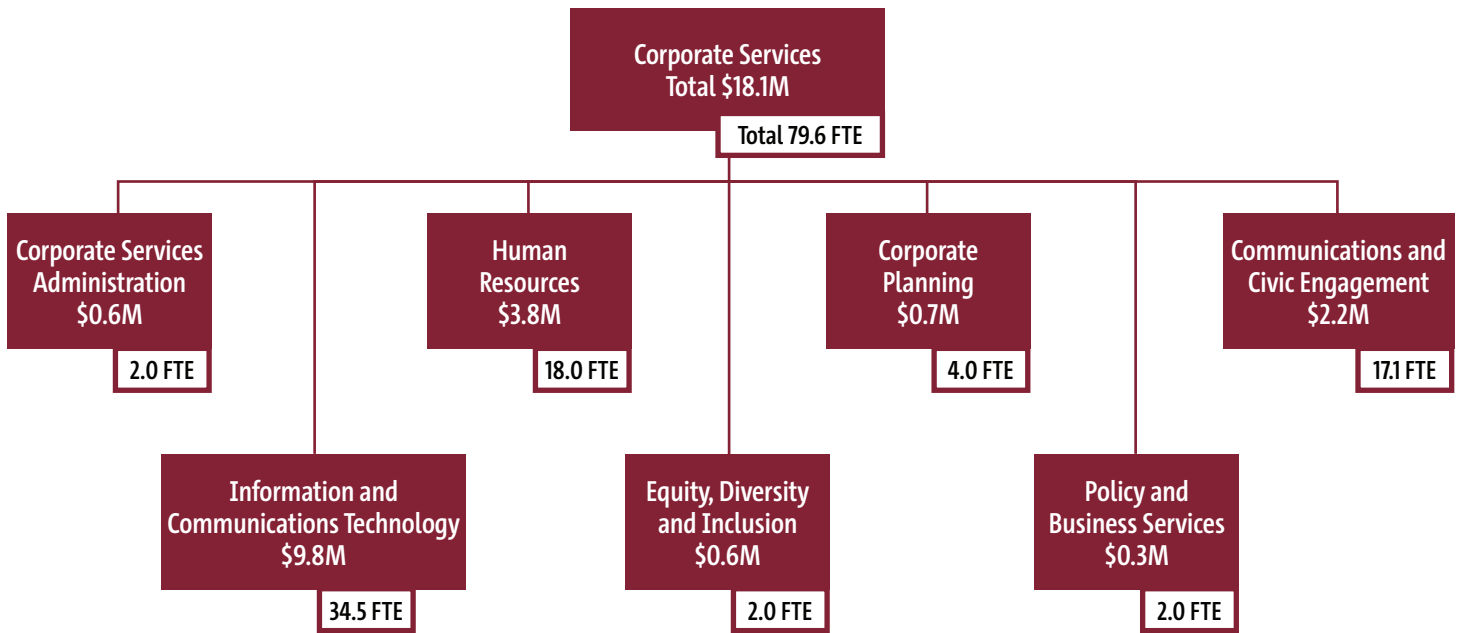 Corporate Services
Total $18.1M
Total 79.6 FTE
Corporate Services
Administration
$0.6M
2.0 FTE
Human
Resources
$3.8M
18.0 FTE
Corporate
Planning
$0.7M
4.0 FTE
Communications and
Civic Engagement
$2.2M
17.1 FTE
Information and
Communications Technology
$9.8M
34.5 FTE
Equity, Diversity
and Inclusion
$0.6M
2.0 FTE
Policy and
Business Services
$0.3M
2.0 FTE